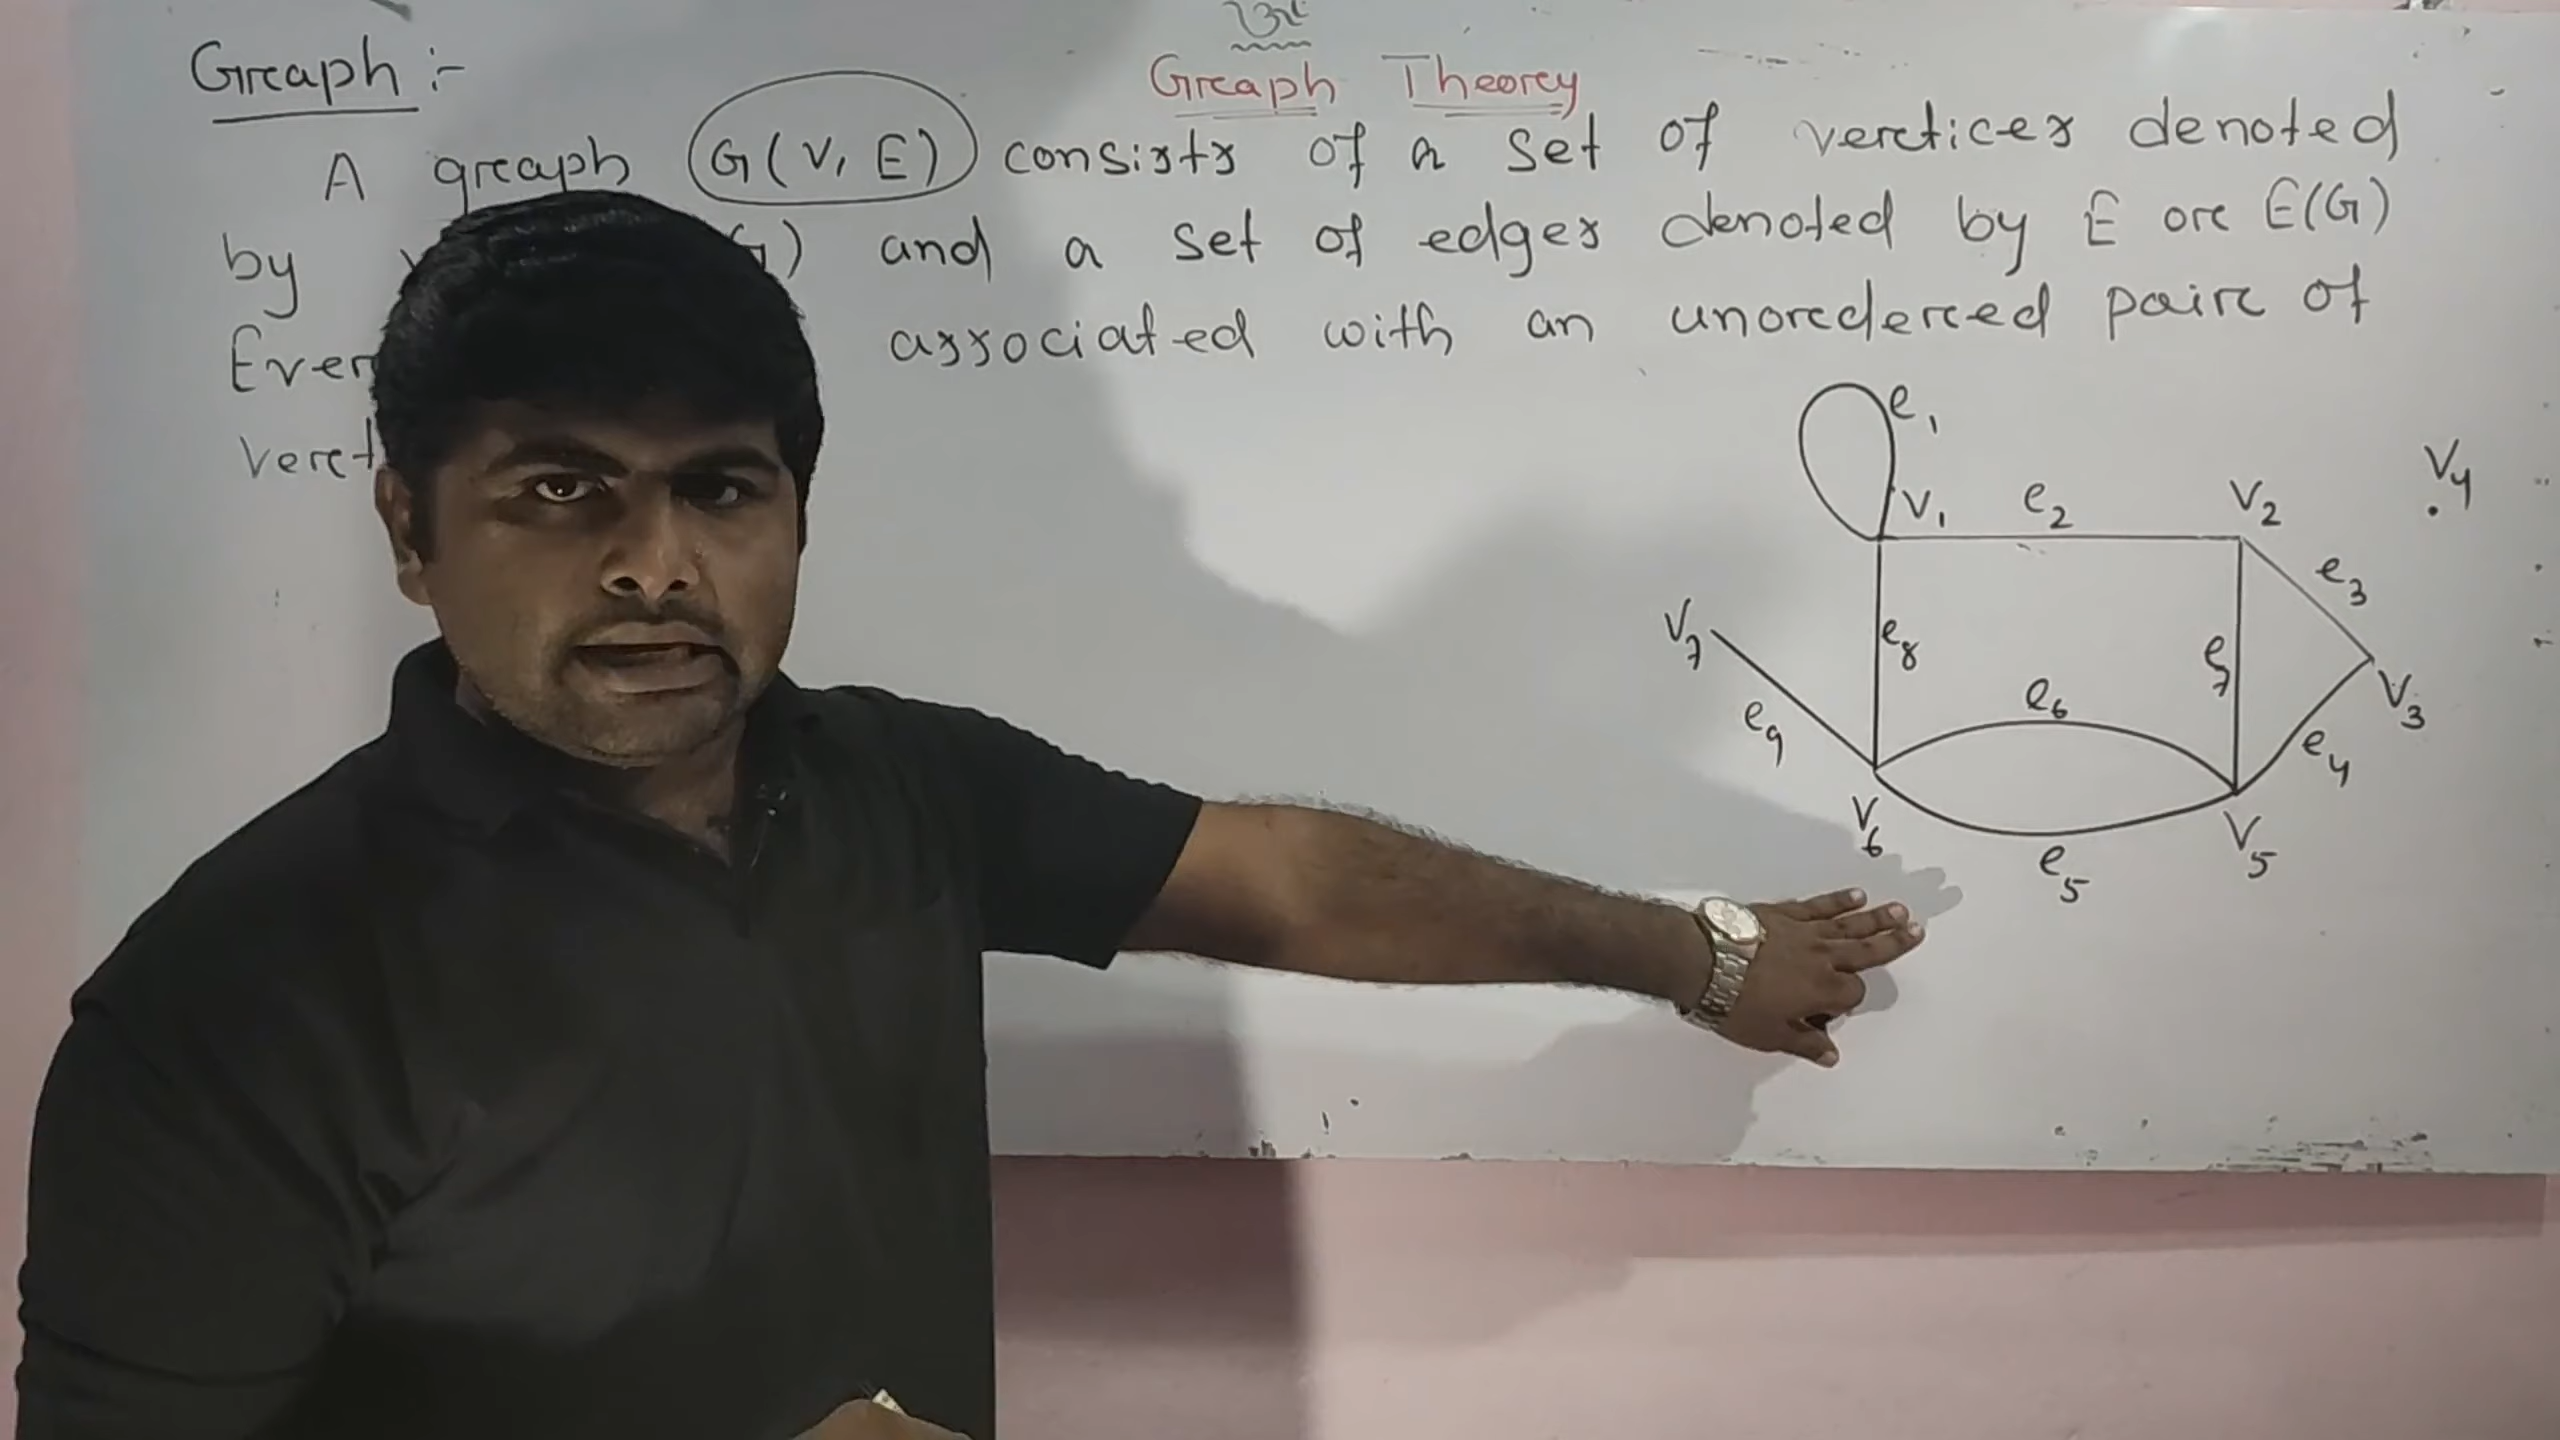 Graph :-
Graph Theory
A graph G(V, E) consists of a set of vertices denoted
by and a set of edges denoted by E or E(G)
associated with an unordered pair of
e1
V1
e2
V2
V4
e3
V7
e8
e7
V3
e9
e6
e4
V6
e5
V5